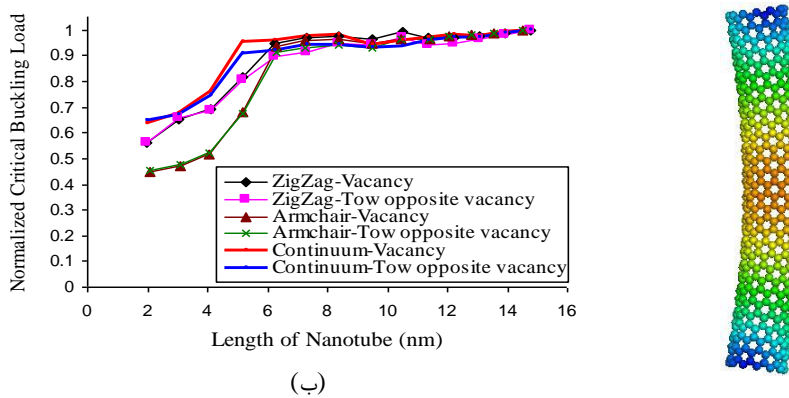 Normalized Critical Buckling Load
1
0.9
0.8
0.7
0.6
0.5
0.4
0.3
0.2
0.1
0
ZigZag-Vacancy
ZigZag-Tow opposite vacancy
Armchair-Vacancy
Armchair-Tow opposite vacancy
Continuum-Vacancy
Continuum-Tow opposite vacancy
0 2 4 6 8 10 12 14 16
Length of Nanotube (nm)
(ب)